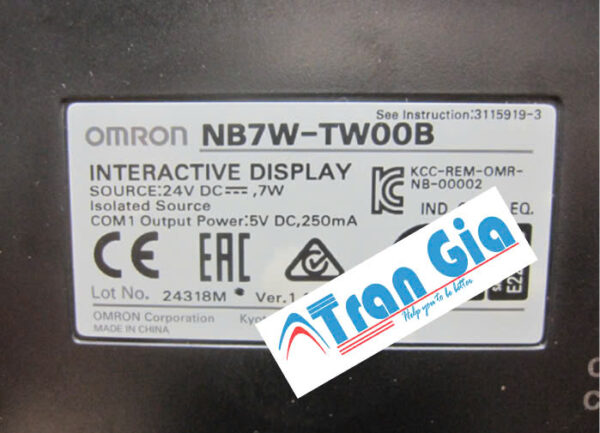 See Instruction:3115919-3
OMRON NB7W-TW00B
INTERACTIVE DISPLAY
SOURCE:24V DC ,7W
Isolated Source
COM1 Output Power:5V DC,250mA
KCC-REM-OMR-
NB-00002
IND. EQ.
CE EAC
Lot No. 24318M Ver.1
OMRON Corporation
MADE IN CHINA
Tran Gia
Help you to be better